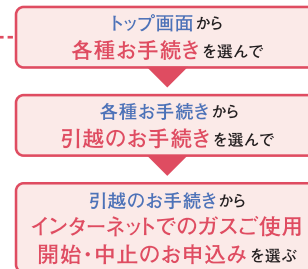 トップ画面から
各種お手続きを選んで
各種お手続きから
引越のお手続きを選んで
引越のお手続きから
インターネットでのガスご使用
開始・中止のお申込みを選ぶ